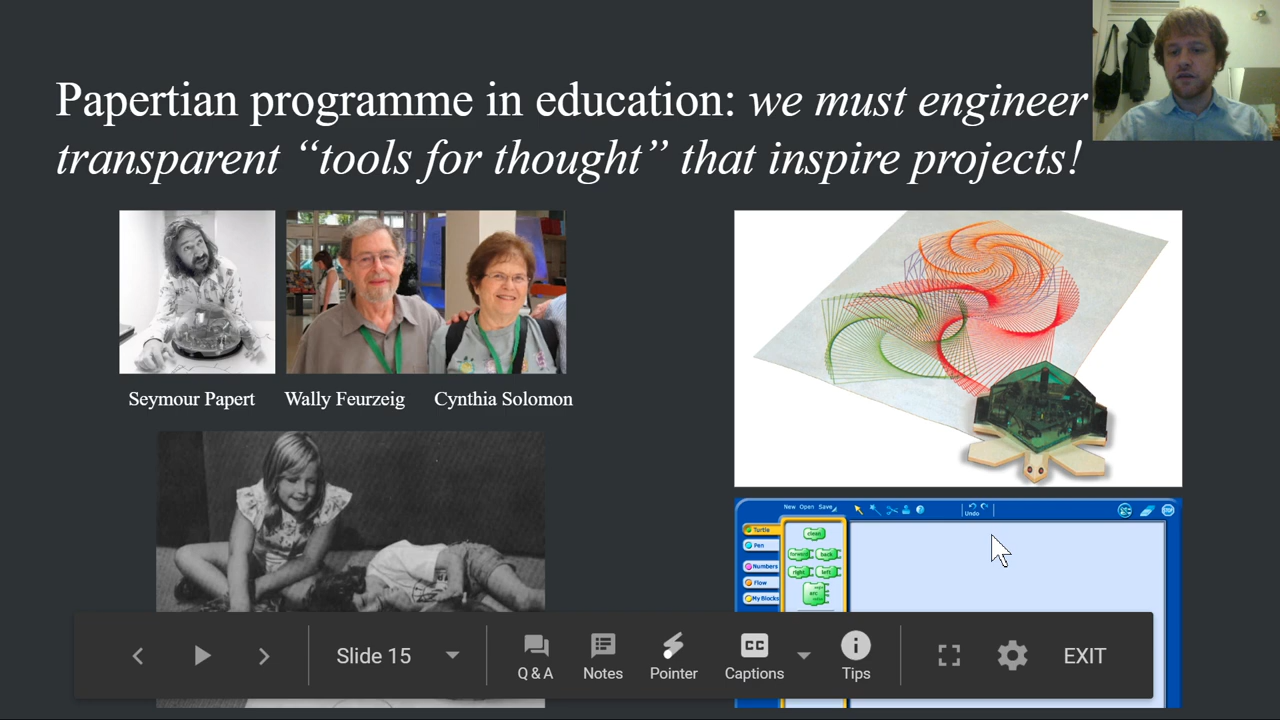 Papertian programme in education: we must engineer
transparent “tools for thought” that inspire projects!
Seymour Papert
Wally Feurzeig
Cynthia Solomon
New Open Save
Undo
Turtle
Pen
Numbers
Flow
My Blocks
clean
forward back
right left
arc
Slide 15
Q & A
Notes
Pointer
CC
Captions
Tips
EXIT